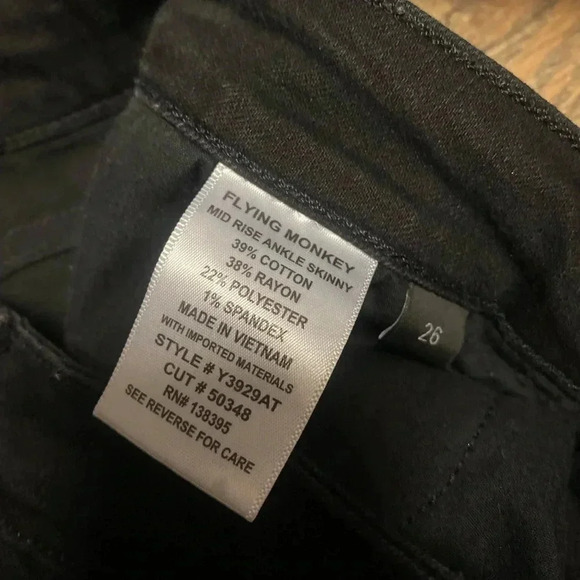 FLYING MONKEY
MID RISE ANKLE SKINNY
39% COTTON
38% RAYON
22% POLYESTER
1% SPANDEX
MADE IN VIETNAM
WITH IMPORTED MATERIALS
STYLE # Y3929AT
CUT # 50348
RN# 138395
SEE REVERSE FOR CARE
26